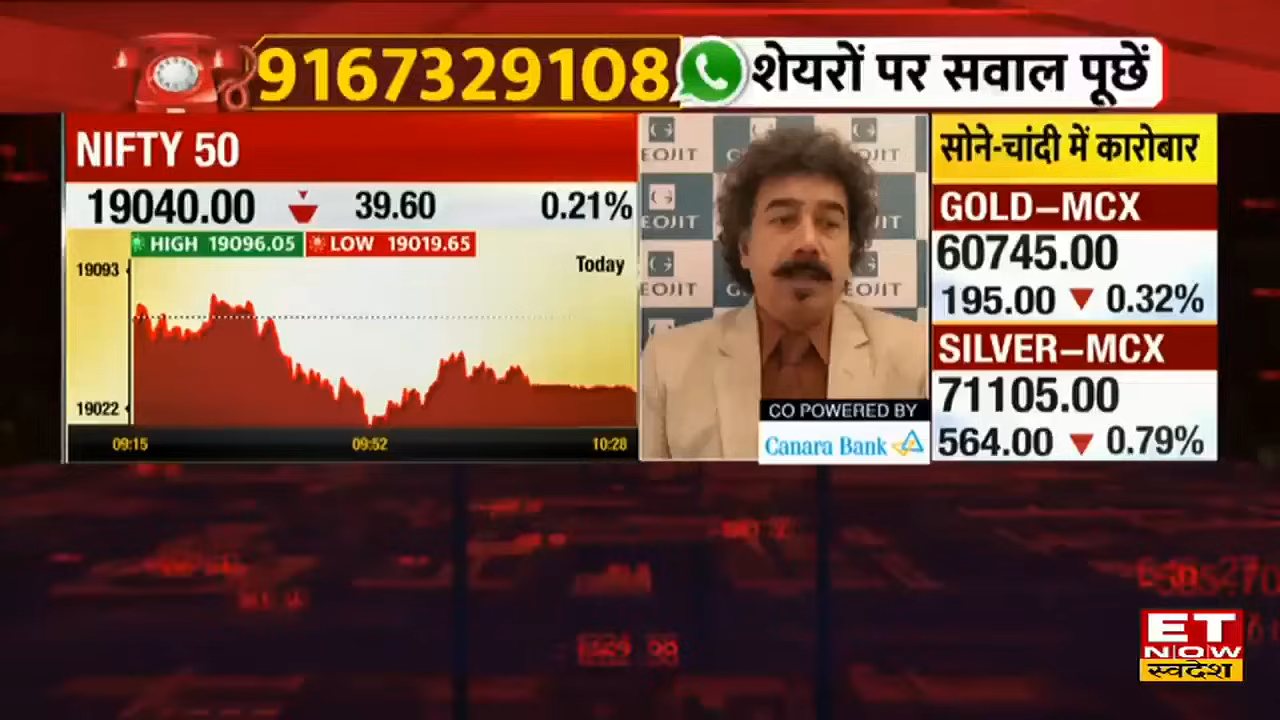 9167329108 शेयरों पर सवाल पूछें
NIFTY 50
19040.00 39.60 0.21%
HIGH 19096.05 LOW 19019.65
Today
19093
19022
09:15 09:52 10:28
GEOJIT
CO POWERED BY
Canara Bank
सोने-चांदी में कारोबार
GOLD–MCX
60745.00
195.00 0.32%
SILVER–MCX
71105.00
564.00 0.79%
ET
NOW
स्वदेश